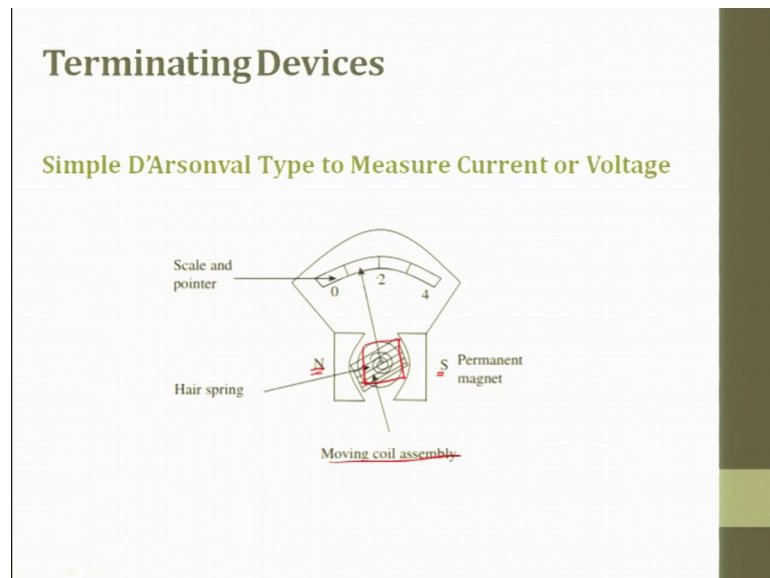 Terminating Devices
Simple D'Arsonval Type to Measure Current or Voltage
Scale and
pointer
0
2
4
N
S
Permanent
magnet
Hair spring
Moving coil assembly